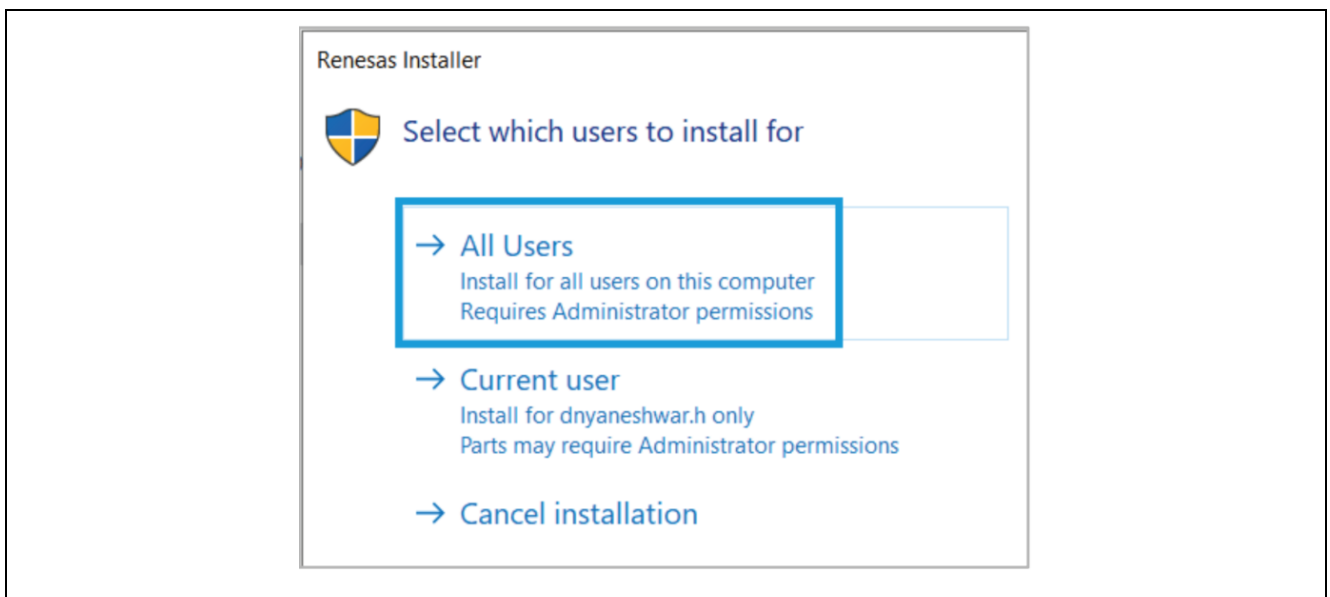 Renesas Installer
Select which users to install for
→ All Users
Install for all users on this computer
Requires Administrator permissions
→ Current user
Install for dnyaneshwar.h only
Parts may require Administrator permissions
→ Cancel installation